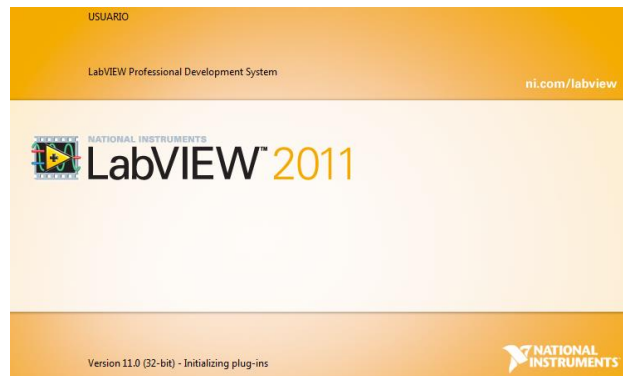 USUARIO
LabVIEW Professional Development System
ni.com/labview
NATIONAL INSTRUMENTS
LabVIEW™ 2011
Version 11.0 (32-bit) - Initializing plug-ins
NATIONAL
INSTRUMENTS